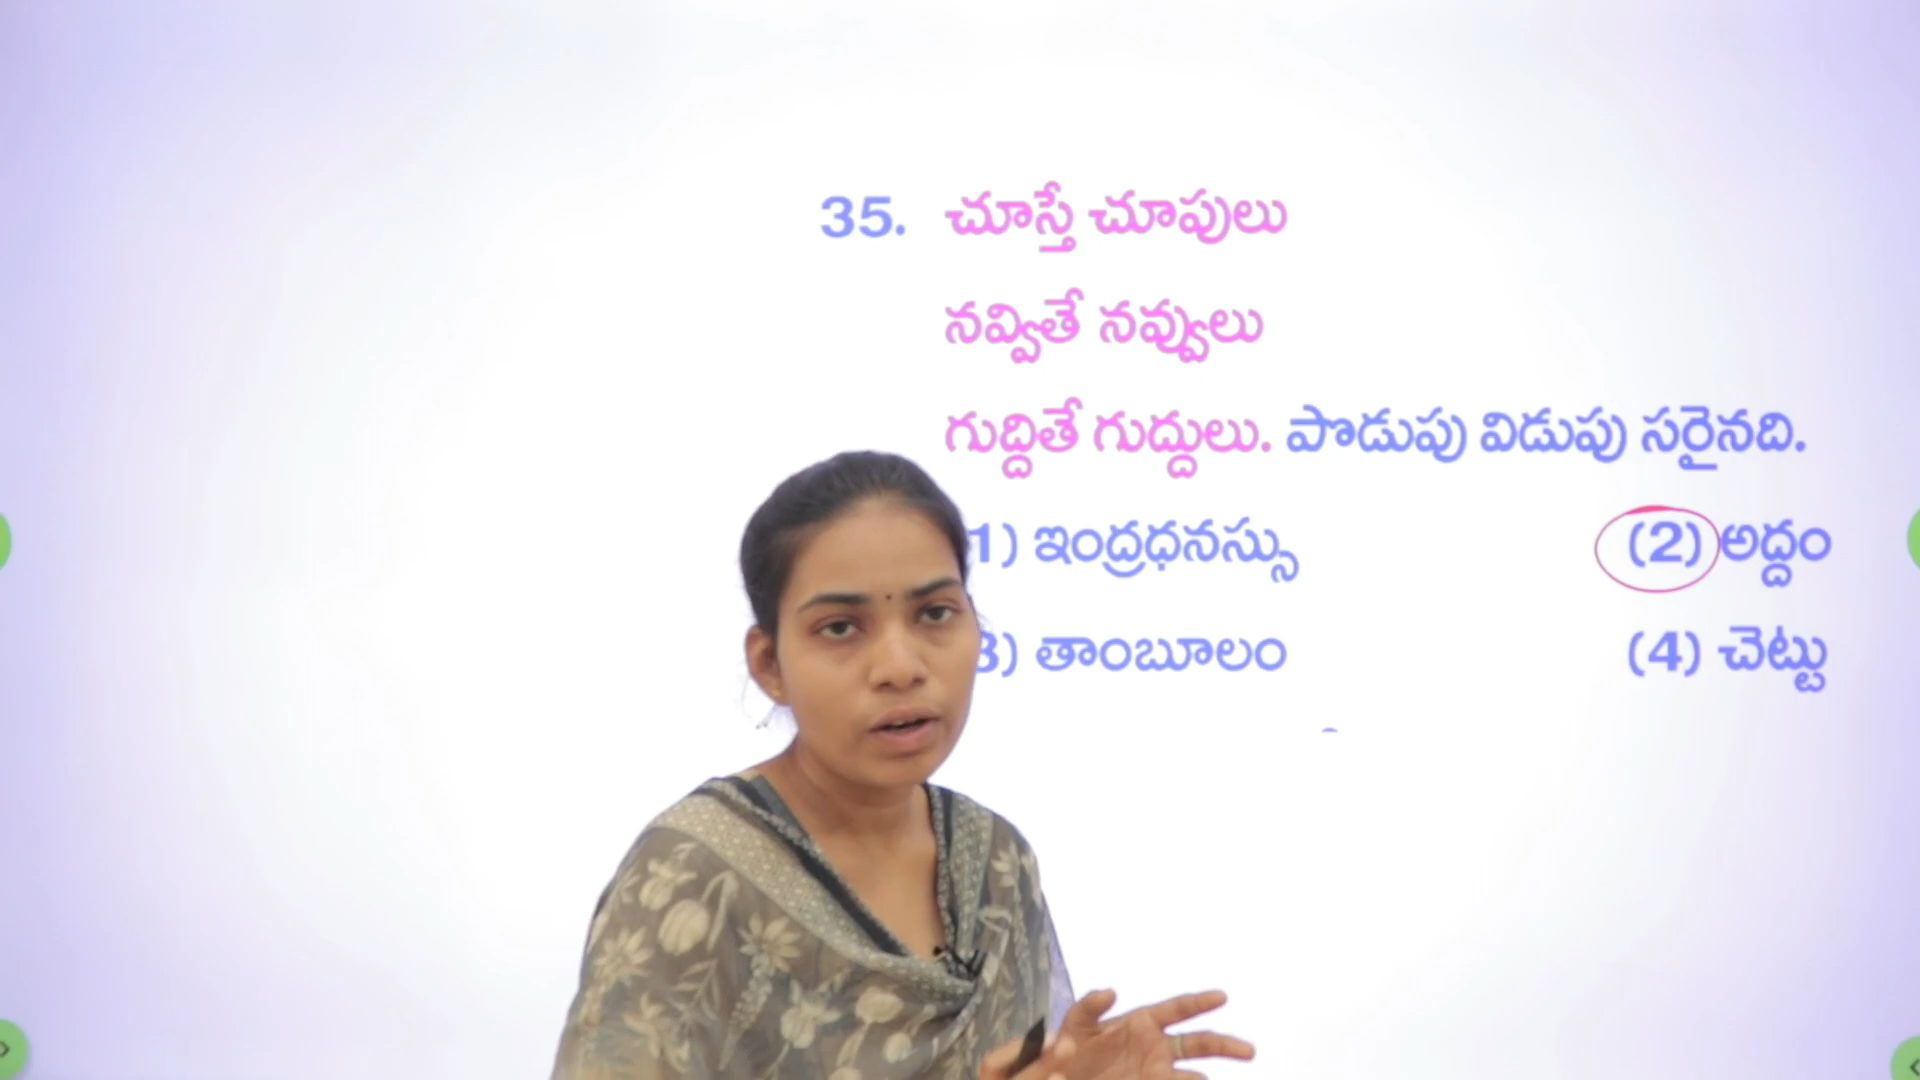 35. చూస్తే చూపులు
నవ్వితే నవ్వులు
గుద్దితే గుద్దులు. పొడుపు విడుపు సరైనది.
1) ఇంద్రధనస్సు (2) అద్దం
3) తాంబూలం (4) చెట్టు